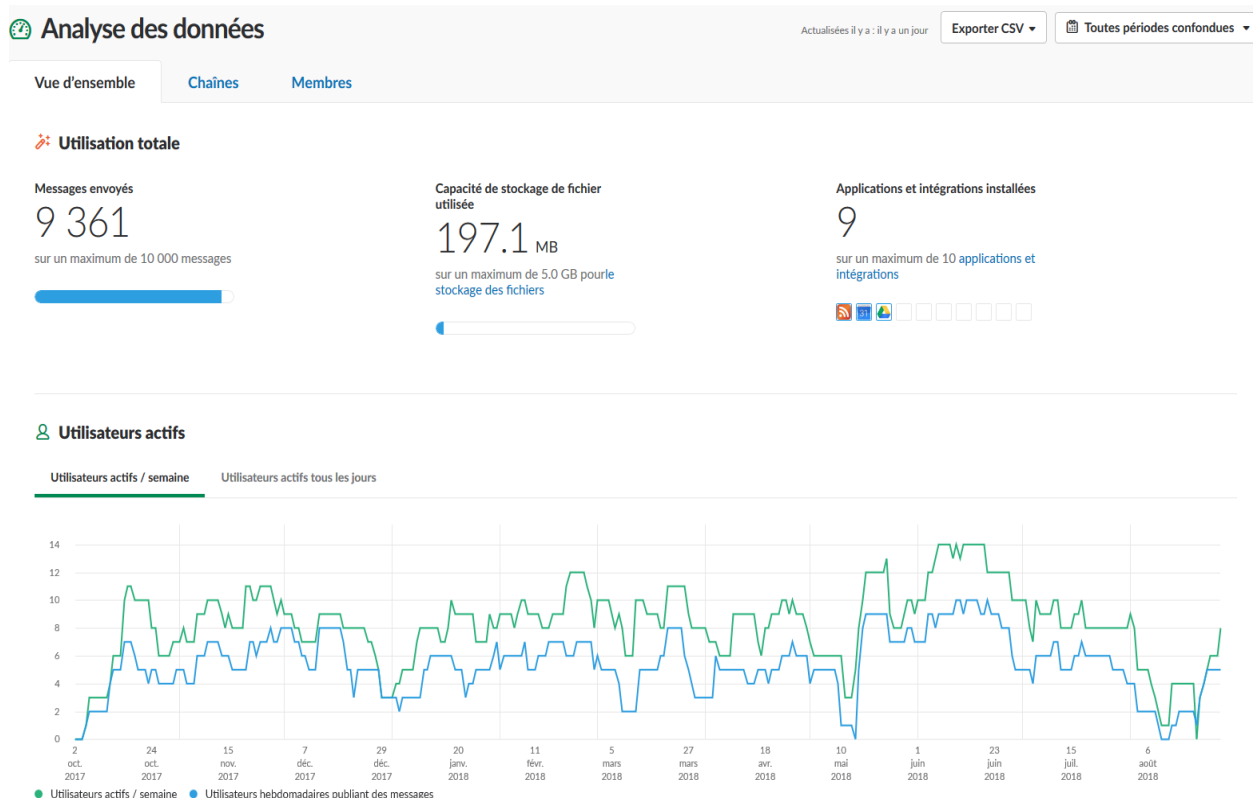 Analyse des données
Actualisées il y a : il y a un jour
Exporter CSV
Toutes périodes confondues
Vue d'ensemble
Chaînes
Membres
Utilisation totale
Messages envoyés
9 361
sur un maximum de 10 000 messages
Capacité de stockage de fichier
utilisée
197.1 MB
sur un maximum de 5.0 GB pourle
stockage des fichiers
Applications et intégrations installées
9
sur un maximum de 10 applications et
intégrations
31
Utilisateurs actifs
Utilisateurs actifs / semaine
Utilisateurs actifs tous les jours
14
12
10
8
6
4
2
0
2 oct. 2017
24 oct. 2017
15 nov. 2017
7 déc. 2017
29 déc. 2017
20 janv. 2018
11 févr. 2018
5 mars 2018
27 mars 2018
18 avr. 2018
10 mai 2018
1 juin 2018
23 juin 2018
15 juil. 2018
6 août 2018
Utilisateurs actifs / semaine
Utilisateurs hebdomadaires publiant des messages